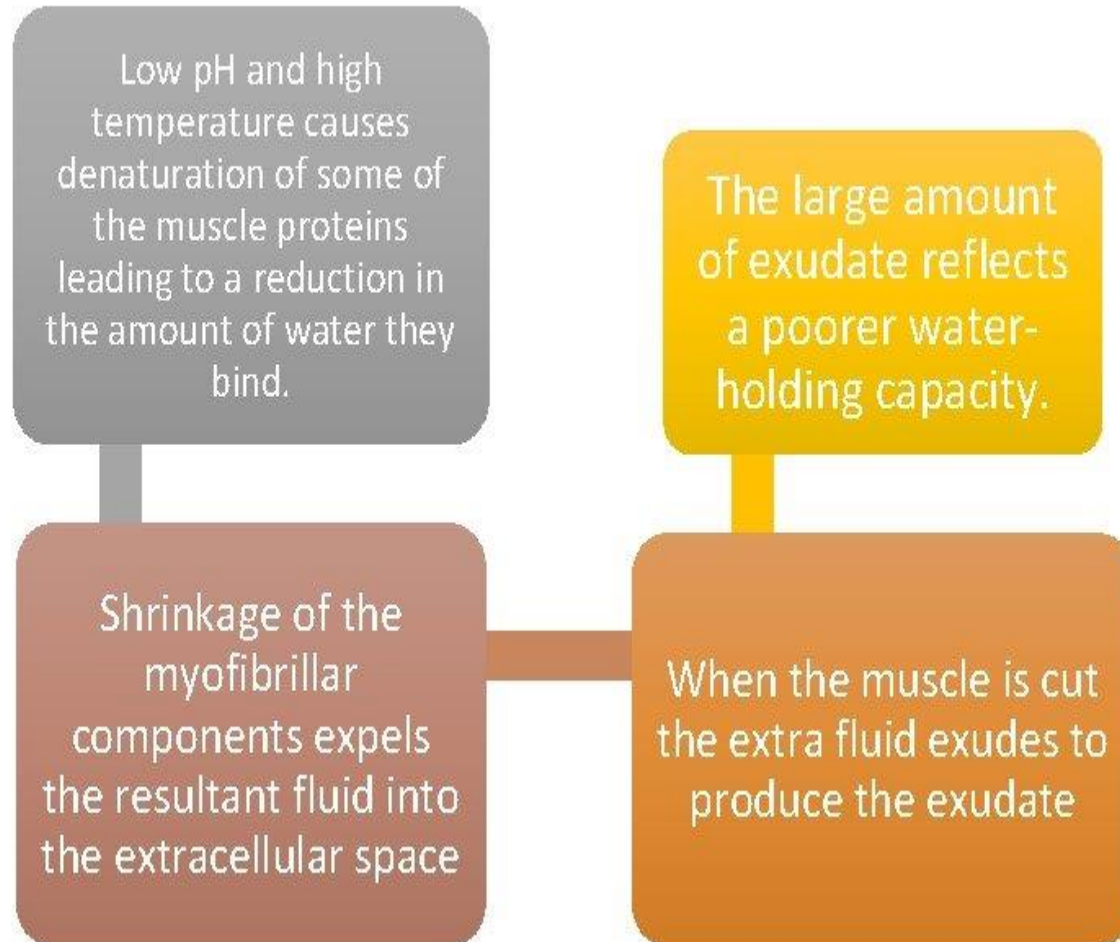 Low pH and high
temperature causes
denaturation of some of
the muscle proteins
leading to a reduction in
the amount of water they
bind.
Shrinkage of the
myofibrillar
components expels
the resultant fluid into
the extracellular space
When the muscle is cut
the extra fluid exudes to
produce the exudate
The large amount
of exudate reflects
a poorer water-
holding capacity.